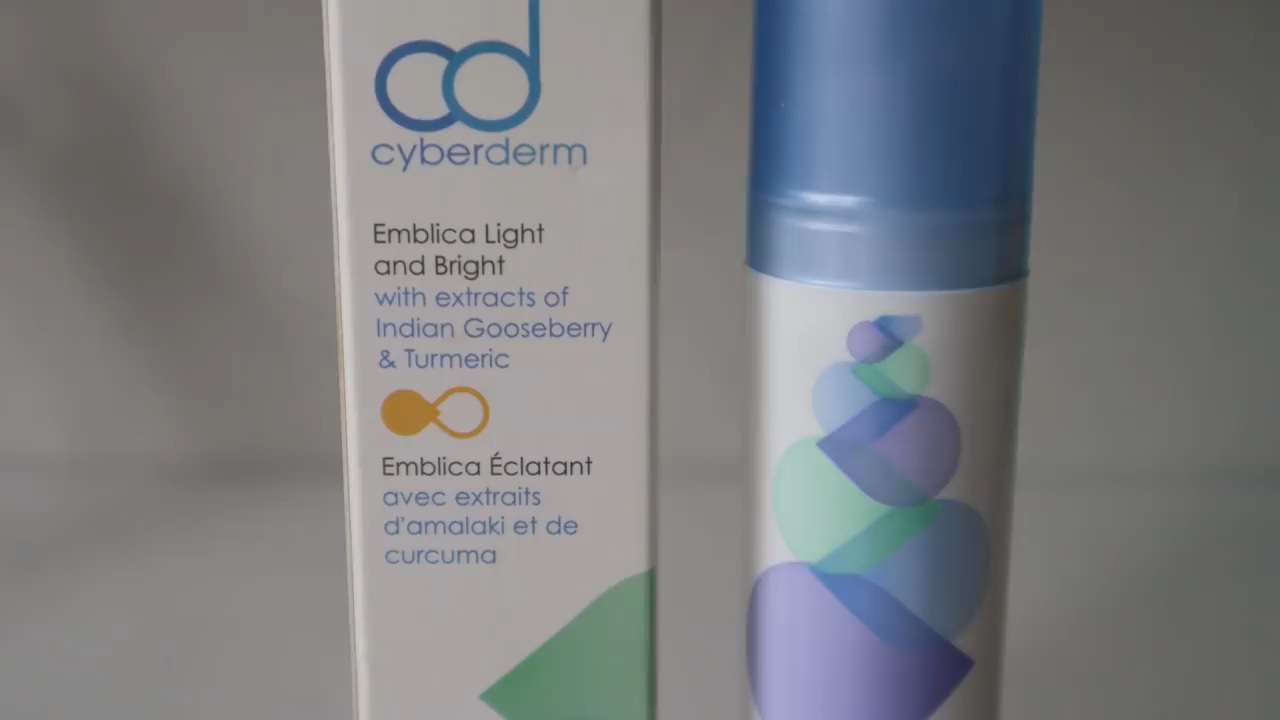 cd
cyberderm
Emblica Light
and Bright
with extracts of
Indian Gooseberry
& Turmeric
Emblica Éclatant
avec extraits
d'amalaki et de
curcuma